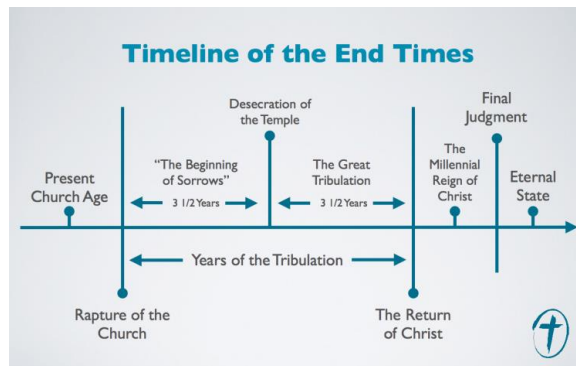 Timeline of the End Times
Desecration of
the Temple
Final
Judgment
"The Beginning
of Sorrows"
3 1/2 Years
The Great
Tribulation
3 1/2 Years
The
Millennial
Reign of
Christ
Present
Church Age
Eternal
State
Years of the Tribulation
Rapture of the
Church
The Return
of Christ